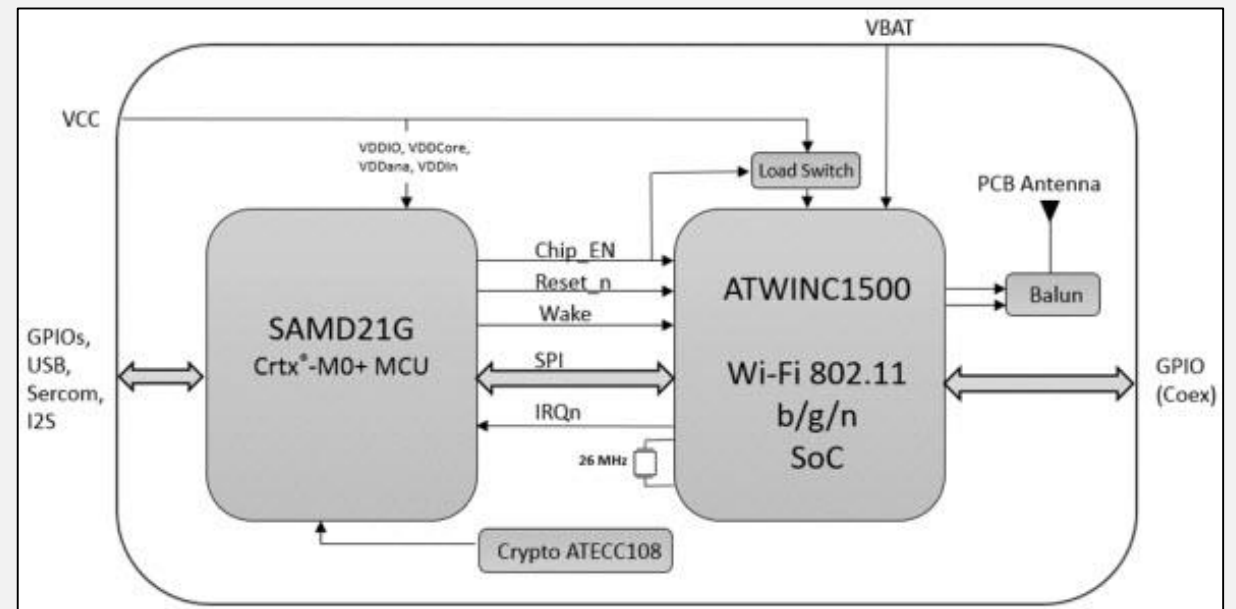 VBAT
VCC
VDDIO, VDDCore,
VDDana, VDDIn
Load Switch
PCB Antenna
Chip_EN
Reset_n
Wake
SPI
IRQn
26 MHz
SAMD21G
Crtx®-M0+ MCU
ATWINC1500
Wi-Fi 802.11
b/g/n
SoC
Balun
GPIOs,
USB,
Sercom,
I2S
GPIO
(Coex)
Crypto ATECC108